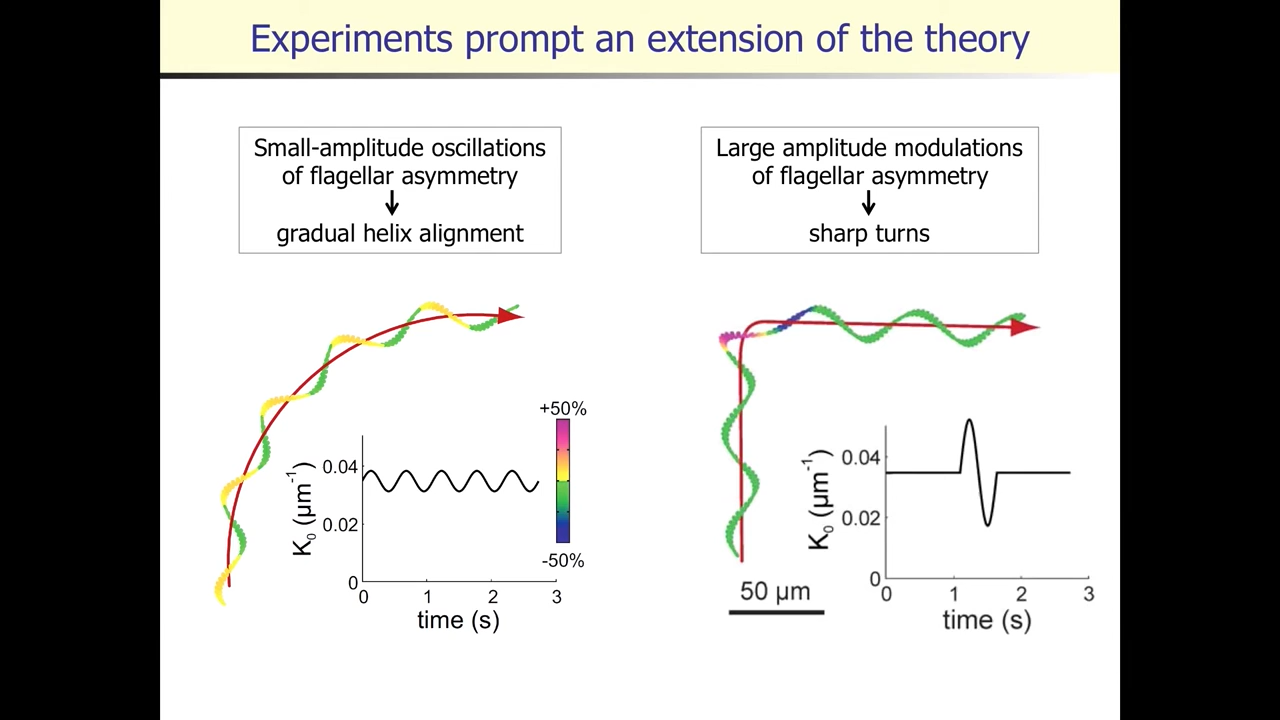 Experiments prompt an extension of the theory
Small-amplitude oscillations
of flagellar asymmetry
↓
gradual helix alignment
Large amplitude modulations
of flagellar asymmetry
↓
sharp turns
+50%
-50%
K₀ (μm⁻¹)
0.04
0.02
0
0 1 2 3
time (s)
50 μm
K₀ (μm⁻¹)
0.04
0.02
0
0 1 2 3
time (s)